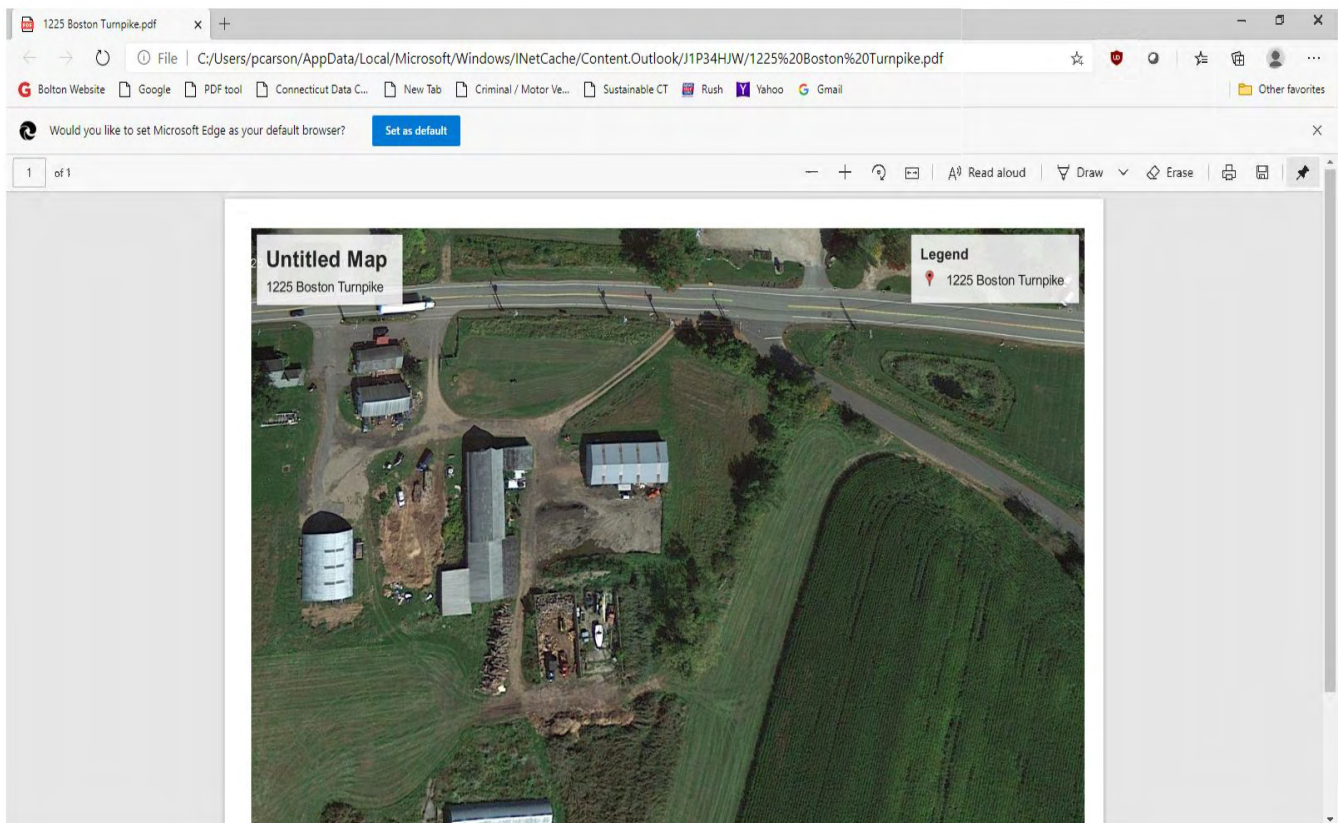 1225 Boston Turnpike.pdf
File | C:/Users/pcarson/AppData/Local/Microsoft/Windows/INetCache/Content.Outlook/J1P34HJW/1225%20Boston%20Turnpike.pdf
Bolton Website Google PDF tool Connecticut Data C... New Tab Criminal / Motor Ve... Sustainable CT Rush Yahoo Gmail Other favorites
Would you like to set Microsoft Edge as your default browser? Set as default
1 of 1 Read aloud Draw Erase
Untitled Map
1225 Boston Turnpike
Legend
1225 Boston Turnpike